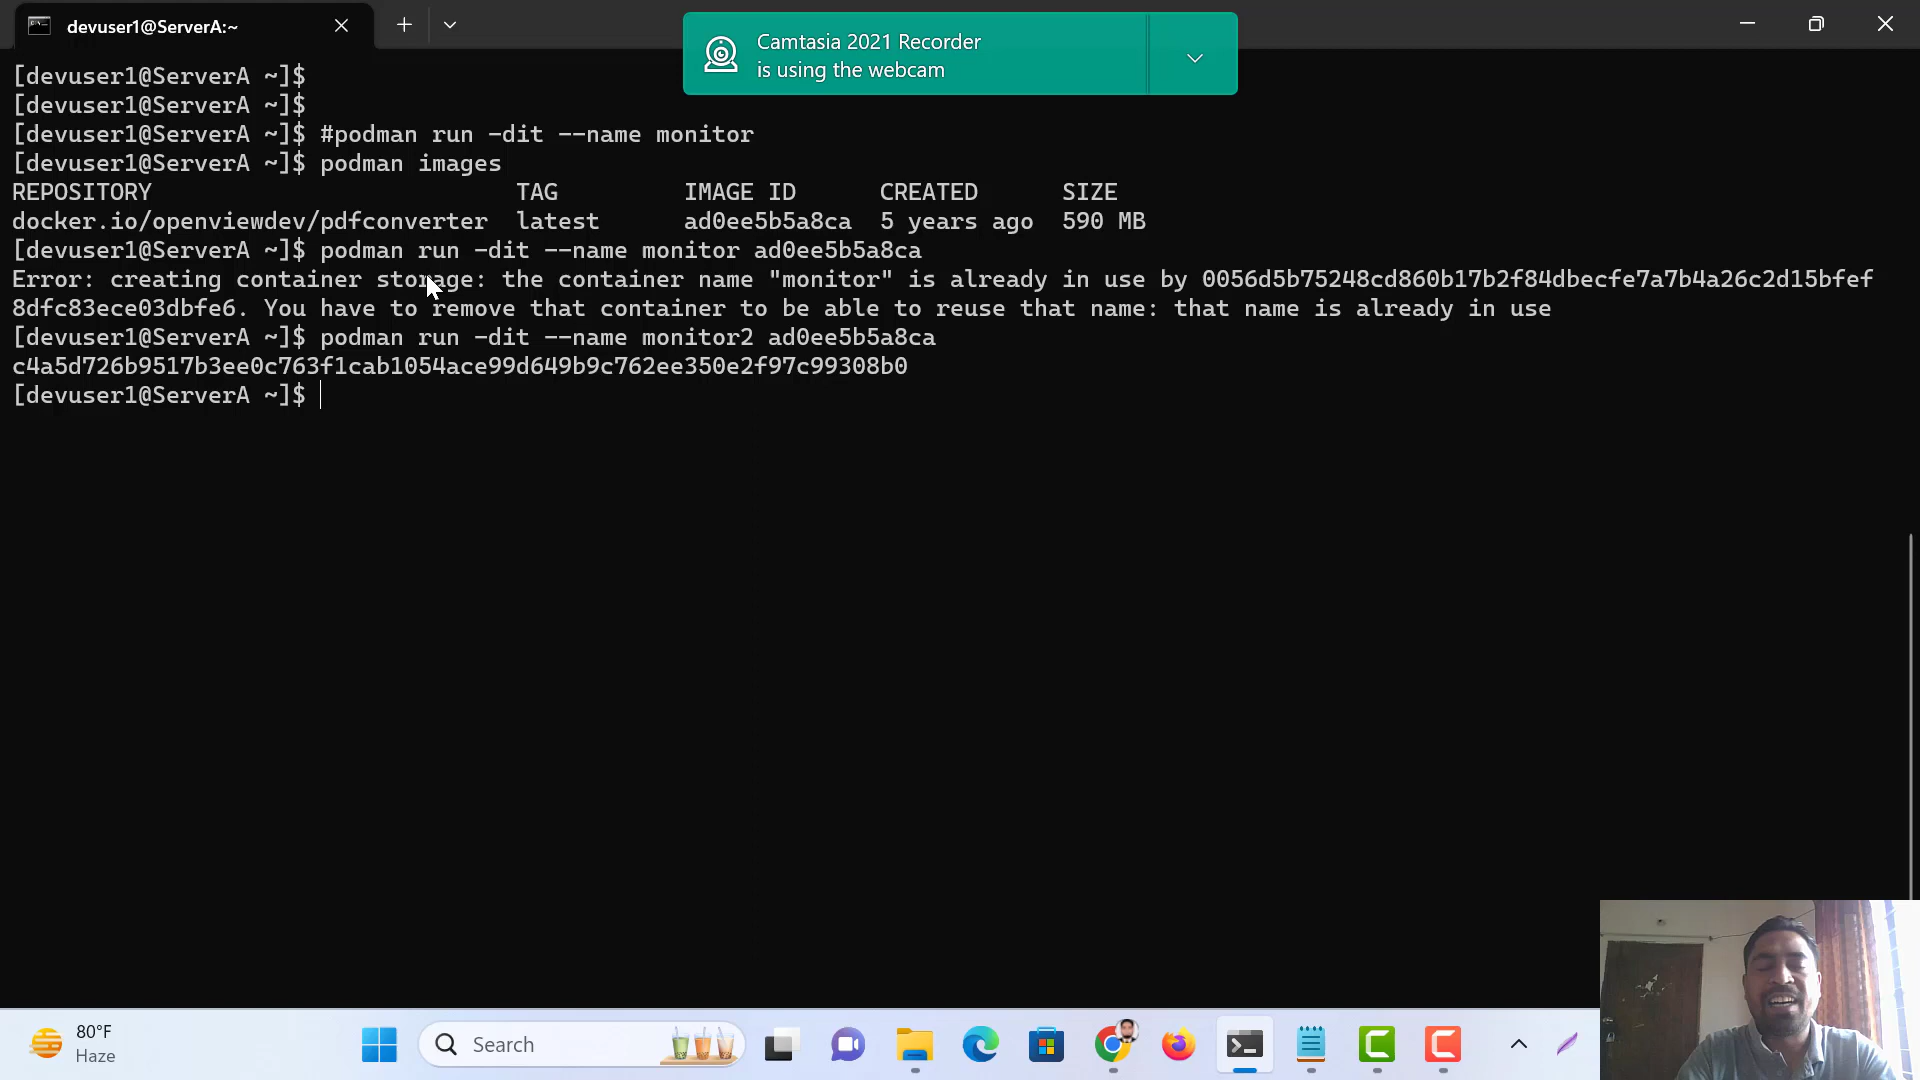 devuser1@ServerA:~
Camtasia 2021 Recorder
is using the webcam
[devuser1@ServerA ~]$
[devuser1@ServerA ~]$
[devuser1@ServerA ~]$ #podman run -dit --name monitor
[devuser1@ServerA ~]$ podman images
REPOSITORY TAG IMAGE ID CREATED SIZE
docker.io/openviewdev/pdfconverter latest ad0ee5b5a8ca 5 years ago 590 MB
[devuser1@ServerA ~]$ podman run -dit --name monitor ad0ee5b5a8ca
Error: creating container storage: the container name "monitor" is already in use by 0056d5b75248cd860b17b2f84dbecfe7a7b4a26c2d15bfef
8dfc83ece03dbfe6. You have to remove that container to be able to reuse that name: that name is already in use
[devuser1@ServerA ~]$ podman run -dit --name monitor2 ad0ee5b5a8ca
c4a5d726b9517b3ee0c763f1cab1054ace99d649b9c762ee350e2f97c99308b0
[devuser1@ServerA ~]$
80°F
Haze
Search